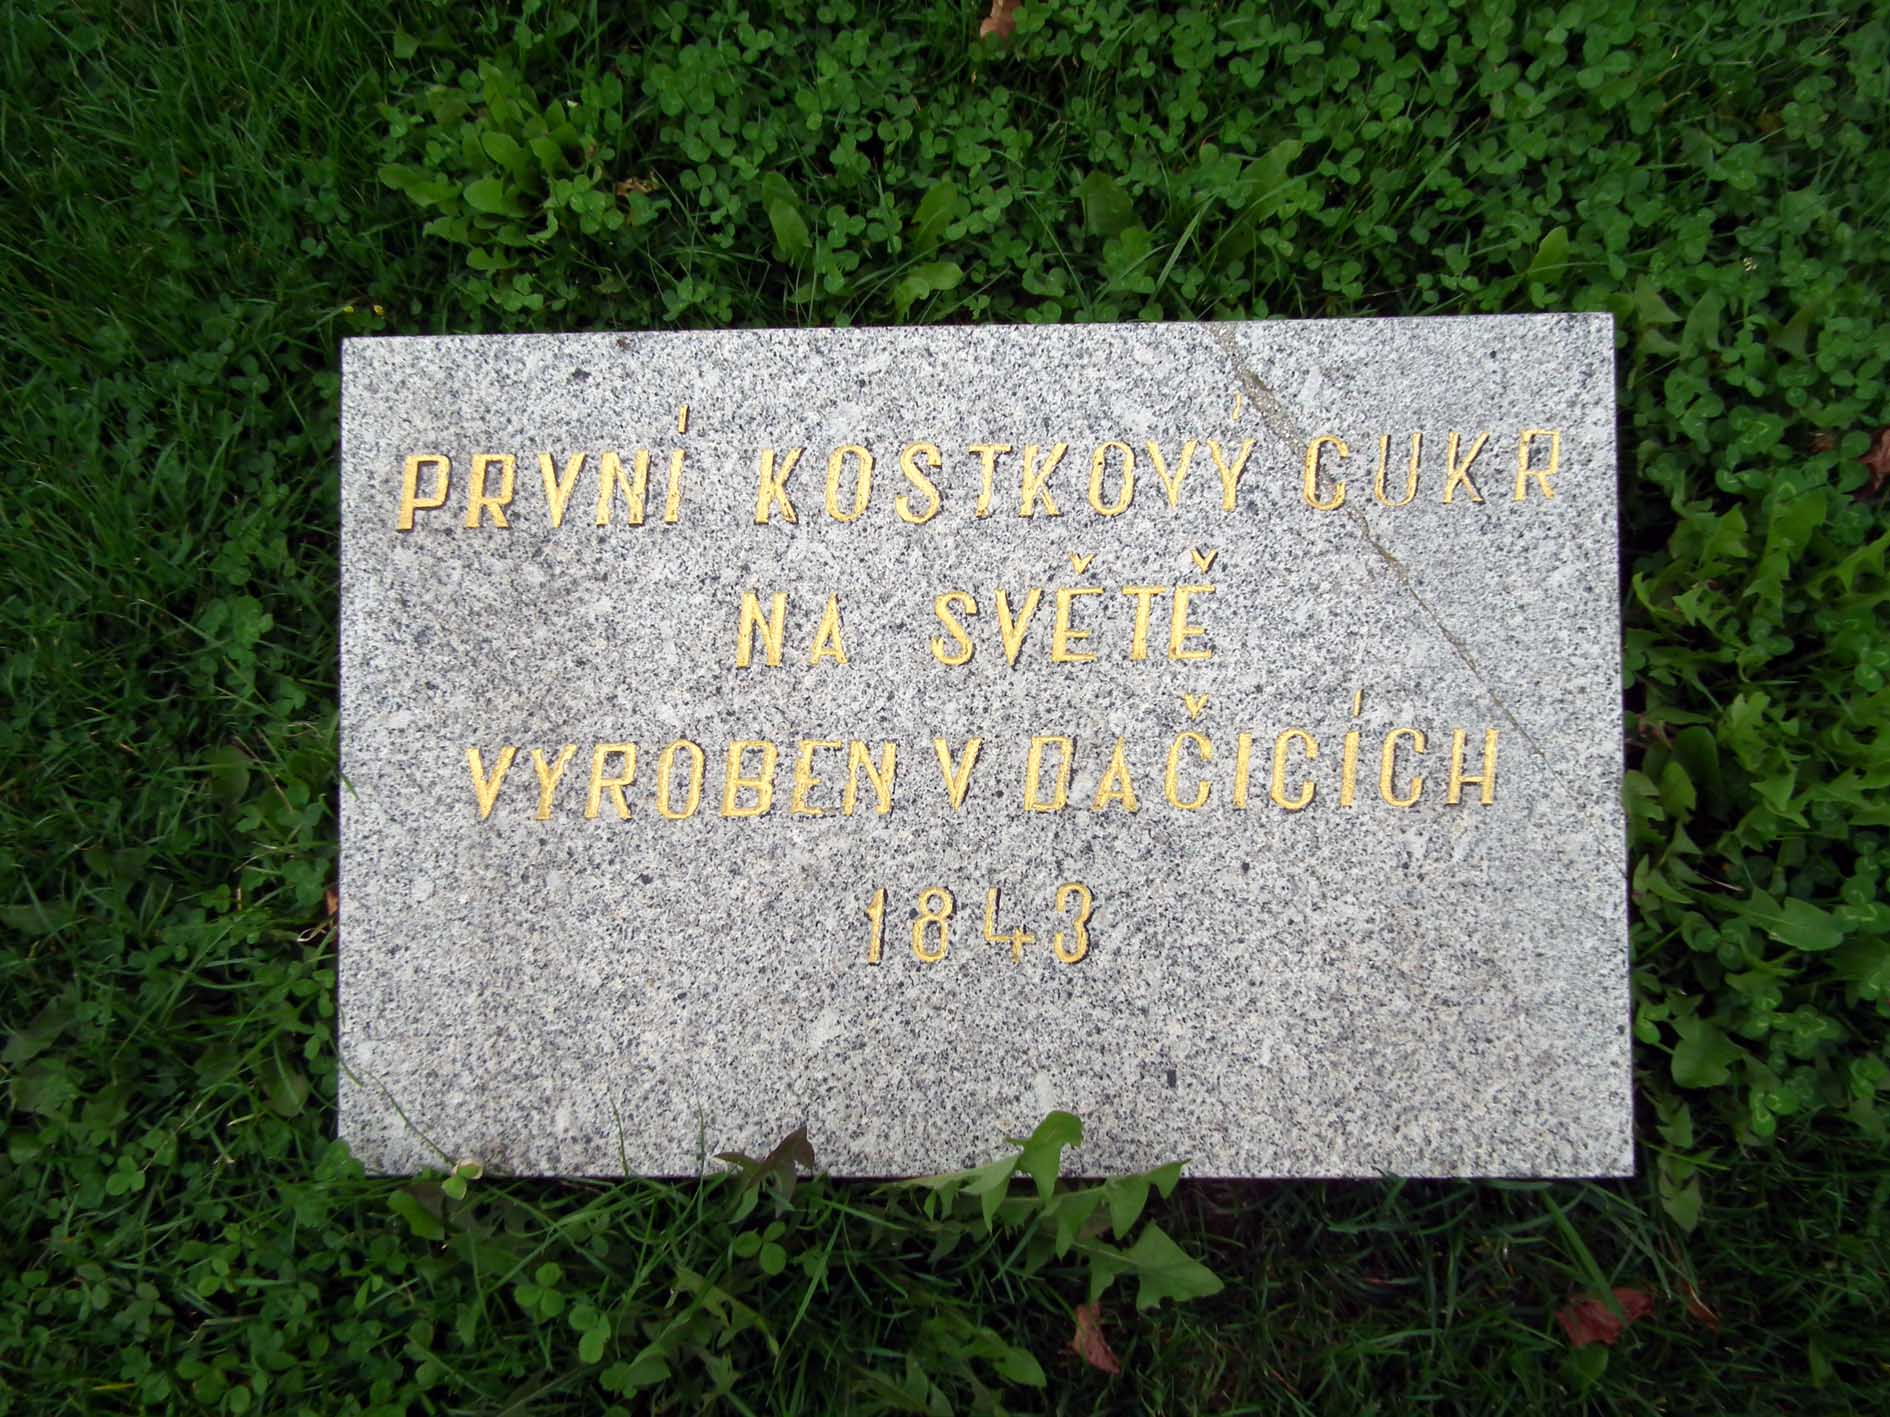 PRVNÍ KOSTKOVÝ CUKR
NA SVĚTĚ
VYROBEN V DAČICÍCH
1843